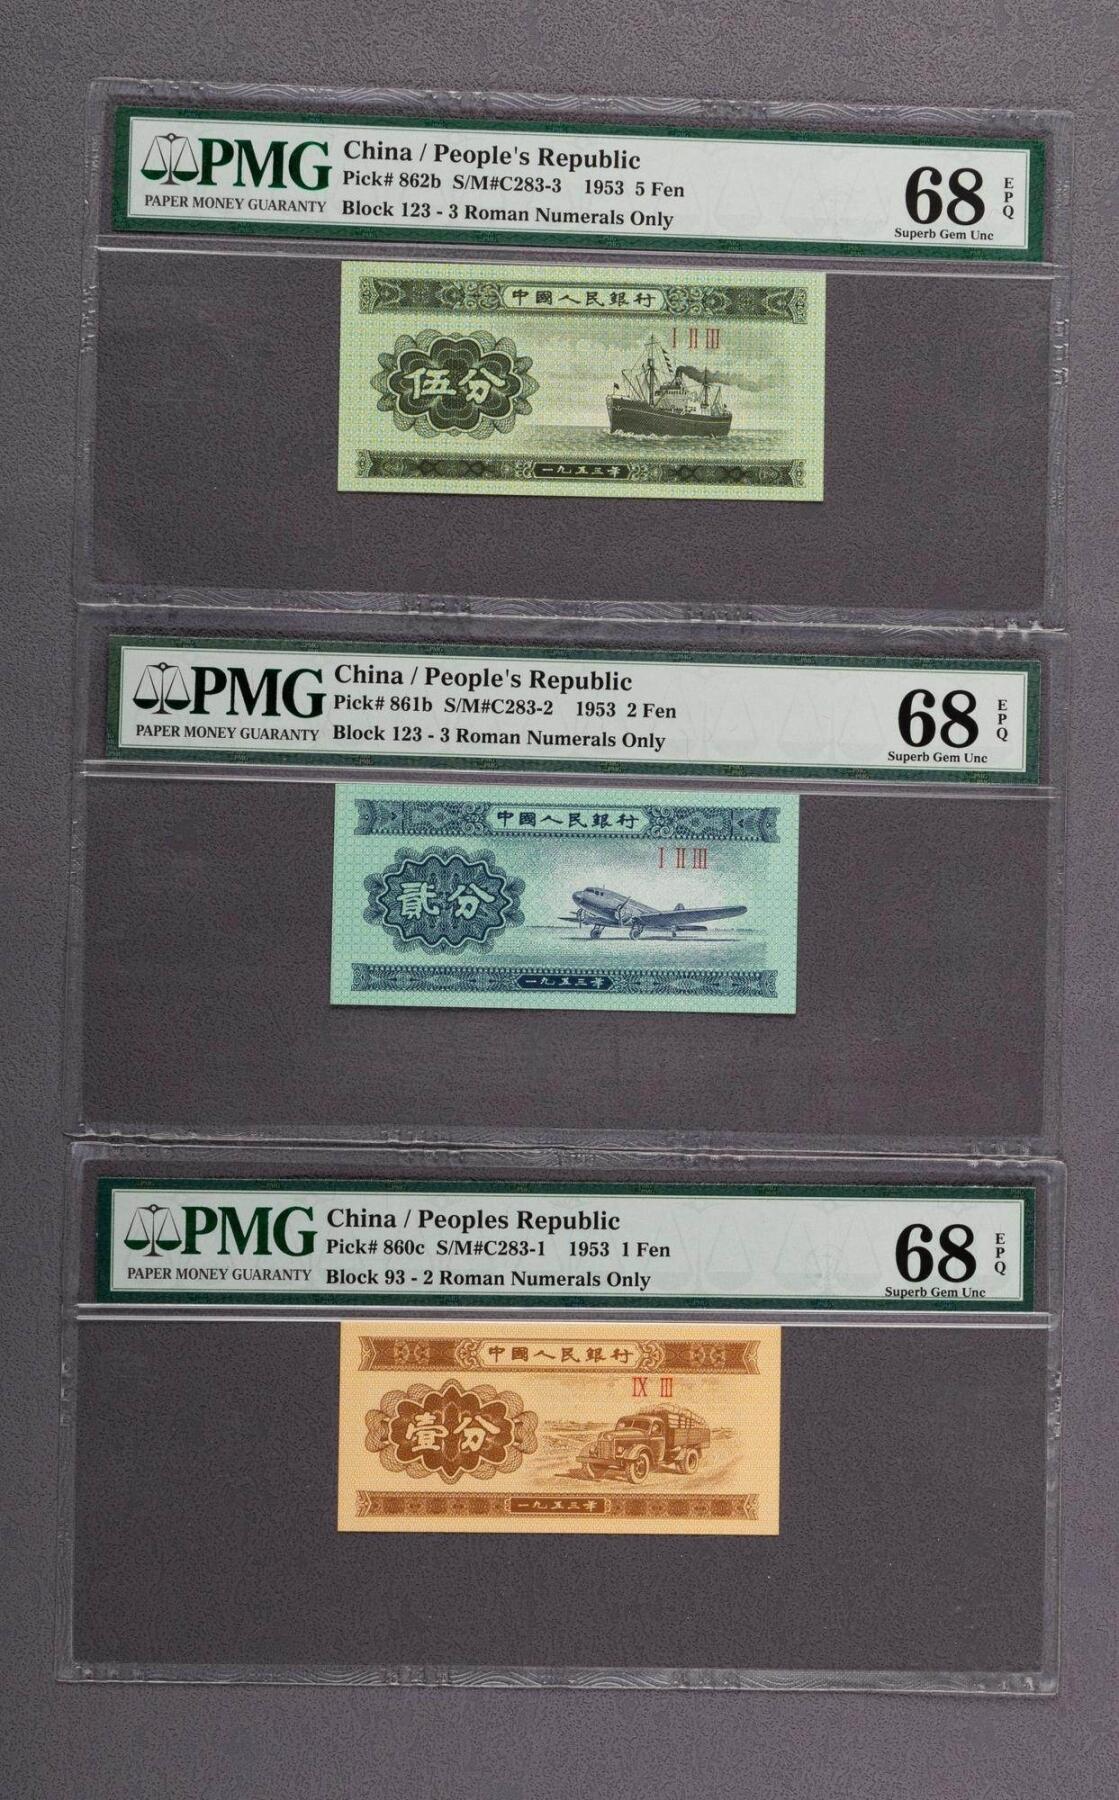 PMG
PAPER MONEY GUARANTY
China / People's Republic
Pick# 862b S/M#C283-3 1953 5 Fen
Block 123 - 3 Roman Numerals Only
68
EPQ
Superb Gem Unc
中國人民銀行
I II III
伍分
一九五三年
PMG
PAPER MONEY GUARANTY
China / People's Republic
Pick# 861b S/M#C283-2 1953 2 Fen
Block 123 - 3 Roman Numerals Only
68
EPQ
Superb Gem Unc
中國人民銀行
I II III
貳分
一九五三年
PMG
PAPER MONEY GUARANTY
China / Peoples Republic
Pick# 860c S/M#C283-1 1953 1 Fen
Block 93 - 2 Roman Numerals Only
68
EPQ
Superb Gem Unc
中國人民銀行
IX III
壹分
一九五三年